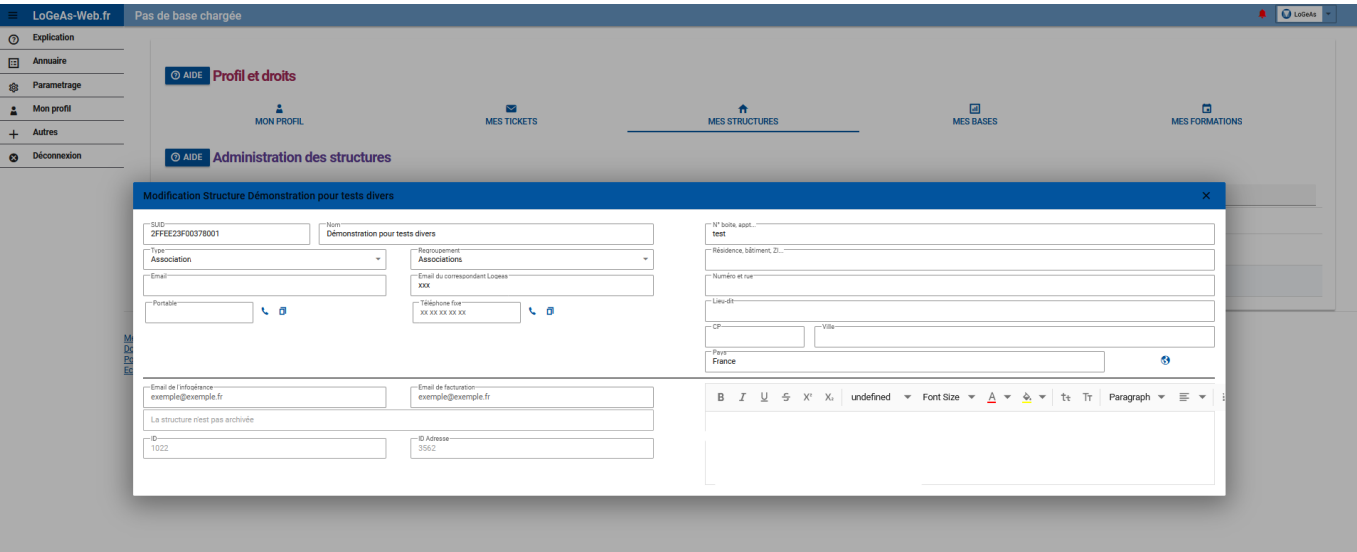 LoGeAs-Web.fr
Pas de base chargée
LoGeAs
Explication
Annuaire
Parametrage
Mon profil
Autres
Déconnexion
AIDE Profil et droits
MON PROFIL
MES TICKETS
MES STRUCTURES
MES BASES
MES FORMATIONS
AIDE Administration des structures
Modification Structure Démonstration pour tests divers
SUID
2FFEE23F00378001
Nom
Démonstration pour tests divers
Type
Association
Regroupement
Associations
Email
Email du correspondant Logeas
xxx
Portable
Téléphone fixe
xx xx xx xx xx
N° boite, appt...
test
Résidence, bâtiment, ZI...
Numéro et rue
Lieu-dit
CP
Ville
Pays
France
Email de l'infogérence
exemple@exemple.fr
Email de facturation
exemple@exemple.fr
La structure n'est pas archivée
ID
1022
ID Adresse
3562
B I U S X¹ X₁ undefined Font Size A Tt TT Paragraph